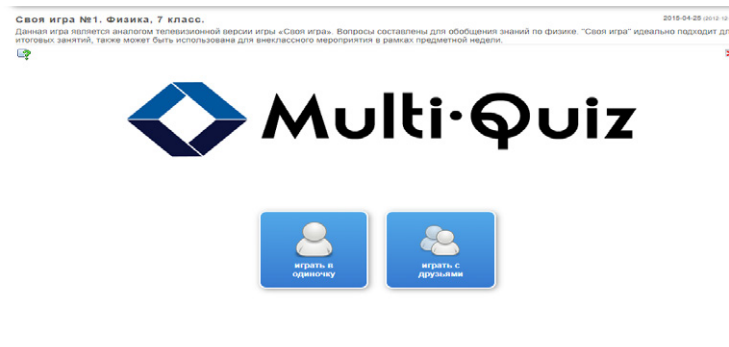 Своя игра №1. Физика, 7 класс.
2015-04-25
Данная игра является аналогом телевизионной версии игры «Своя игра». Вопросы составлены для обобщения знаний по физике. "Своя игра" идеально подходит дл
итоговых занятий, также может быть использована для внеклассного мероприятия в рамках предметной недели.
Multi·Quiz
играть в
одиночку
играть с
друзьями